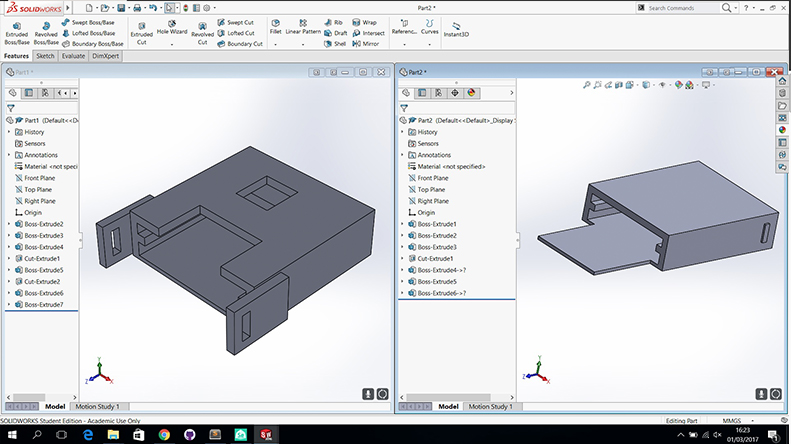 SOLIDWORKS
Part2 *
Search Commands
Extruded Boss/Base
Revolved Boss/Base
Swept Boss/Base
Lofted Boss/Base
Boundary Boss/Base
Extruded Cut
Hole Wizard
Revolved Cut
Swept Cut
Lofted Cut
Boundary Cut
Fillet
Linear Pattern
Rib
Draft
Shell
Wrap
Intersect
Mirror
Referenc...
Curves
Instant3D
Features
Sketch
Evaluate
DimXpert
Part1 *
Part1 (Default<<D
History
Sensors
Annotations
Material <not speci
Front Plane
Top Plane
Right Plane
Origin
Boss-Extrude2
Boss-Extrude3
Boss-Extrude4
Cut-Extrude1
Boss-Extrude5
Cut-Extrude2
Boss-Extrude6
Boss-Extrude7
Y
Z
X
Model
Motion Study 1
Part2 *
Part2 (Default<<Default>_Display S
History
Sensors
Annotations
Material <not specified>
Front Plane
Top Plane
Right Plane
Origin
Boss-Extrude1
Boss-Extrude2
Boss-Extrude3
Cut-Extrude1
Boss-Extrude4->?
Boss-Extrude5
Boss-Extrude6->?
Y
Z
X
Model
Motion Study 1
SOLIDWORKS Student Edition - Academic Use Only
Editing Part
MMGS
16:23
01/03/2017